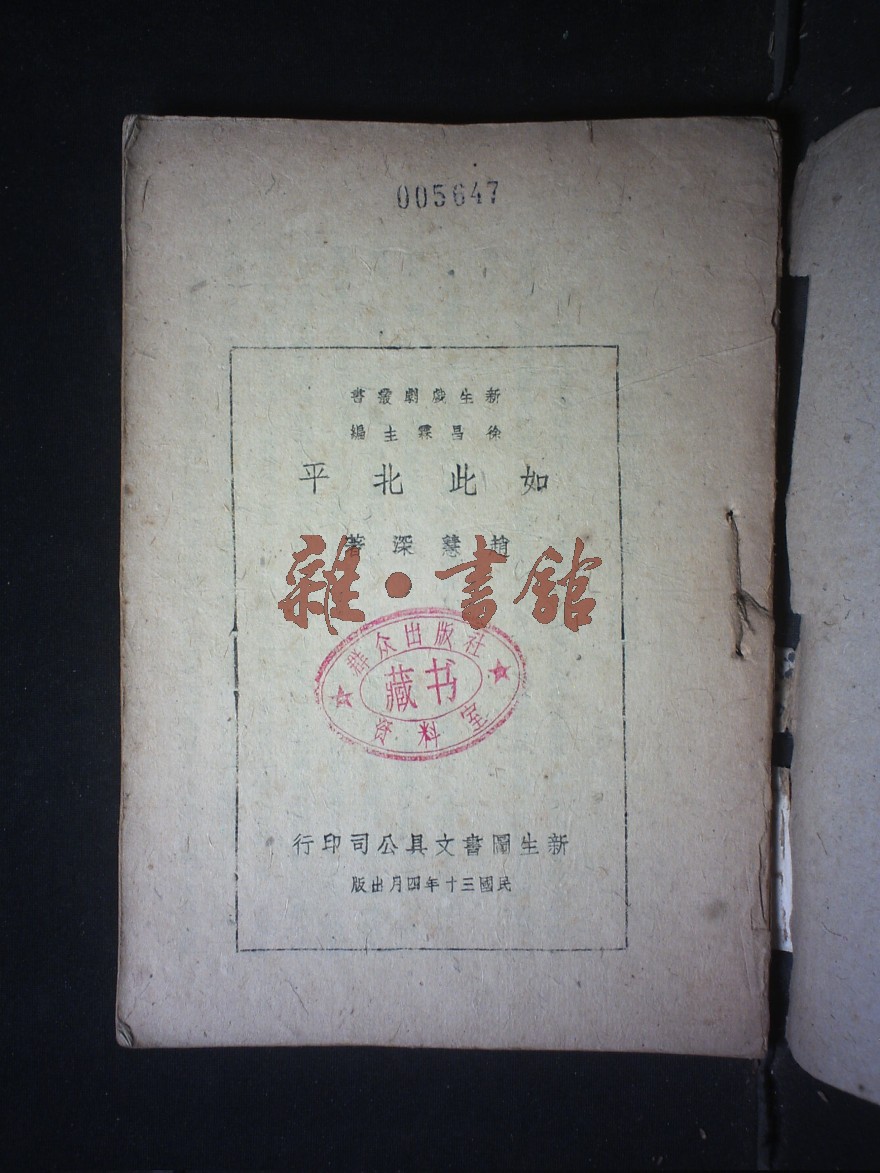 005647
新生戲劇叢書
徐昌霖主編
如此北平
趙慧深著
雜·書館
群众出版社
藏书
资料室
新生圖書文具公司印行
民國三十年四月出版